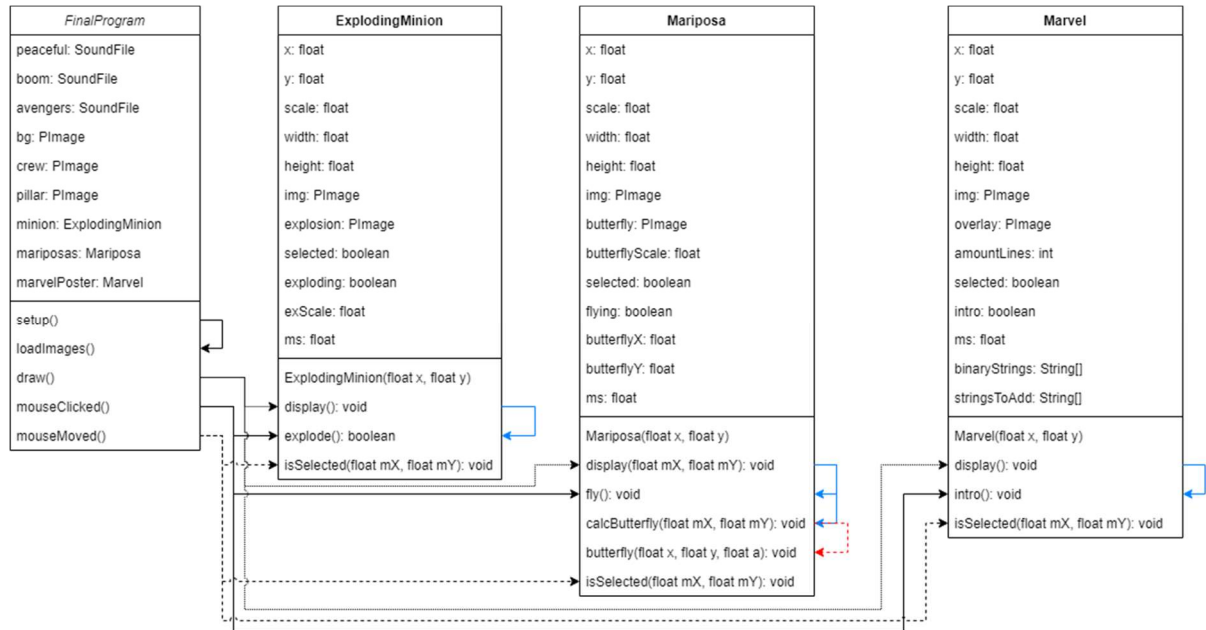 FinalProgram
peaceful: SoundFile
boom: SoundFile
avengers: SoundFile
bg: PImage
crew: PImage
pillar: PImage
minion: ExplodingMinion
mariposas: Mariposa
marvelPoster: Marvel
setup()
loadImages()
draw()
mouseClicked()
mouseMoved()
ExplodingMinion
x: float
y: float
scale: float
width: float
height: float
img: PImage
explosion: PImage
selected: boolean
exploding: boolean
exScale: float
ms: float
ExplodingMinion(float x, float y)
display(): void
explode(): boolean
isSelected(float mX, float mY): void
Mariposa
x: float
y: float
scale: float
width: float
height: float
img: PImage
butterfly: PImage
butterflyScale: float
selected: boolean
flying: boolean
butterflyX: float
butterflyY: float
ms: float
Mariposa(float x, float y)
display(float mX, float mY): void
fly(): void
calcButterfly(float mX, float mY): void
butterfly(float x, float y, float a): void
isSelected(float mX, float mY): void
Marvel
x: float
y: float
scale: float
width: float
height: float
img: PImage
overlay: PImage
amountLines: int
selected: boolean
intro: boolean
ms: float
binaryStrings: String[]
stringsToAdd: String[]
Marvel(float x, float y)
display(): void
intro(): void
isSelected(float mX, float mY): void